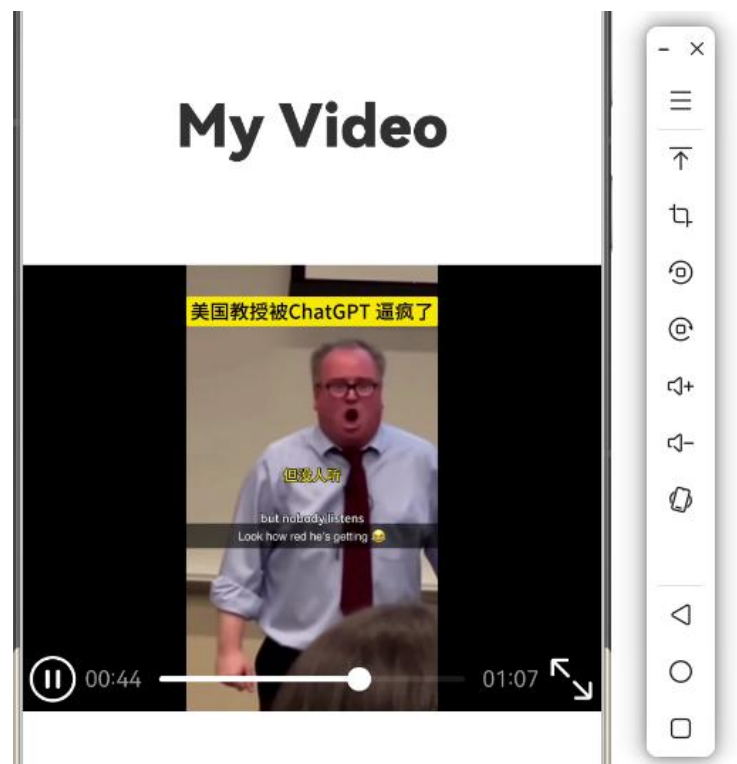 My Video
美国教授被ChatGPT 逼疯了
但没人听
but nobody listens
Look how red he's getting 😂
00:44
01:07